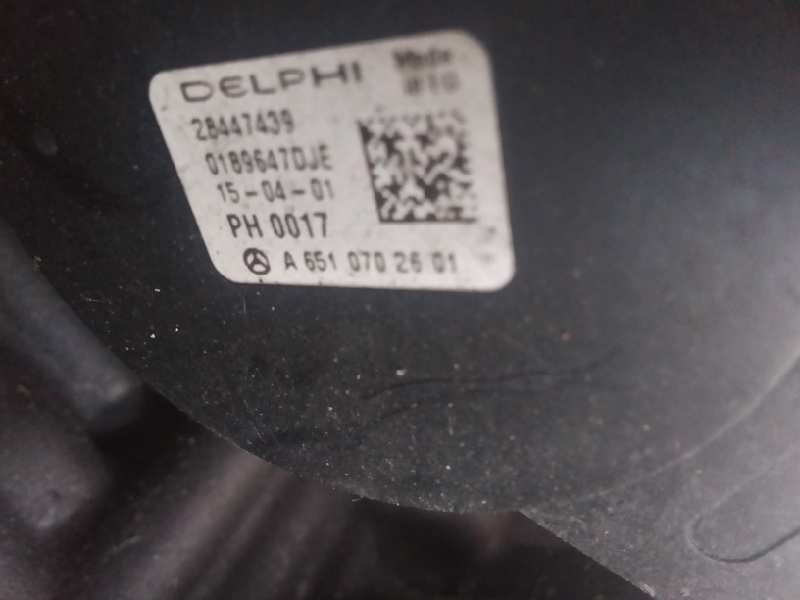 DELPHI
28447439
0189647DJE
15-04-01
PH 0017
A 651 070 26 01